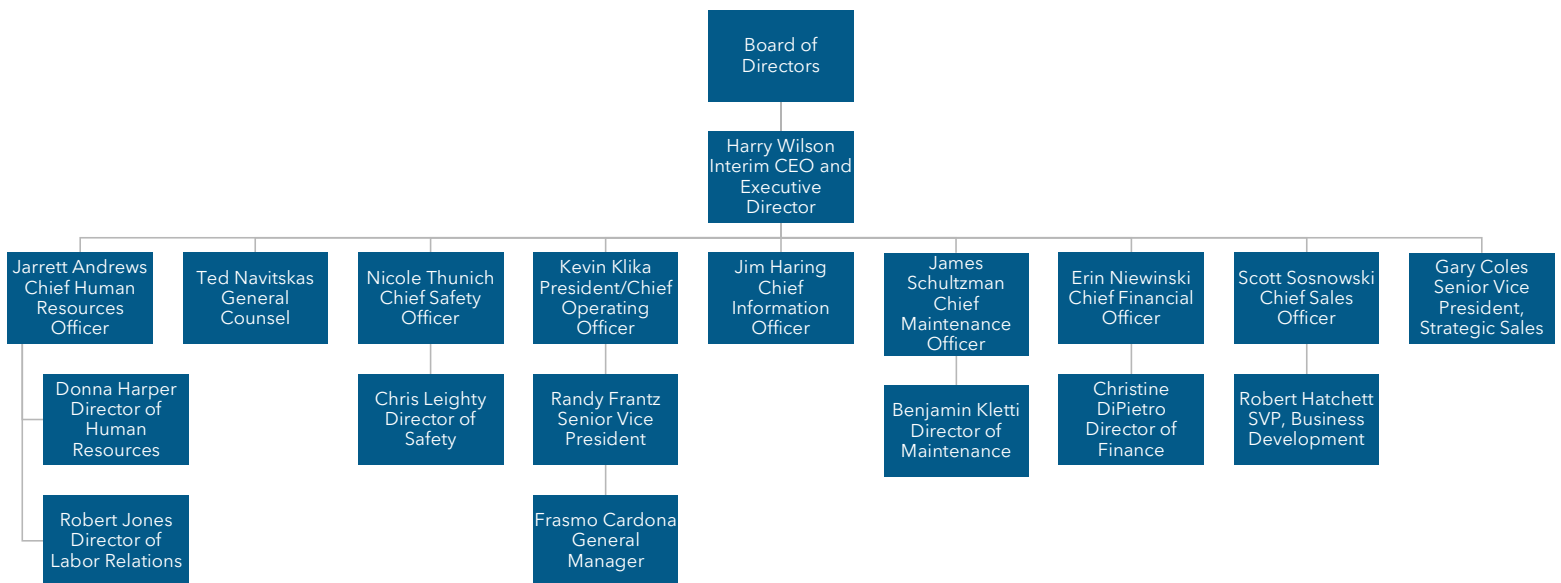 Board of
Directors
Harry Wilson
Interim CEO and
Executive
Director
Jarrett Andrews
Chief Human
Resources
Officer
Ted Navitskas
General
Counsel
Nicole Thunich
Chief Safety
Officer
Kevin Klika
President/Chief
Operating
Officer
Jim Haring
Chief
Information
Officer
James
Schultzman
Chief
Maintenance
Officer
Erin Niewinski
Chief Financial
Officer
Scott Sosnowski
Chief Sales
Officer
Gary Coles
Senior Vice
President,
Strategic Sales
Donna Harper
Director of
Human
Resources
Chris Leighty
Director of
Safety
Randy Frantz
Senior Vice
President
Benjamin Kletti
Director of
Maintenance
Christine
DiPietro
Director of
Finance
Robert Hatchett
SVP, Business
Development
Robert Jones
Director of
Labor Relations
Frasmo Cardona
General
Manager